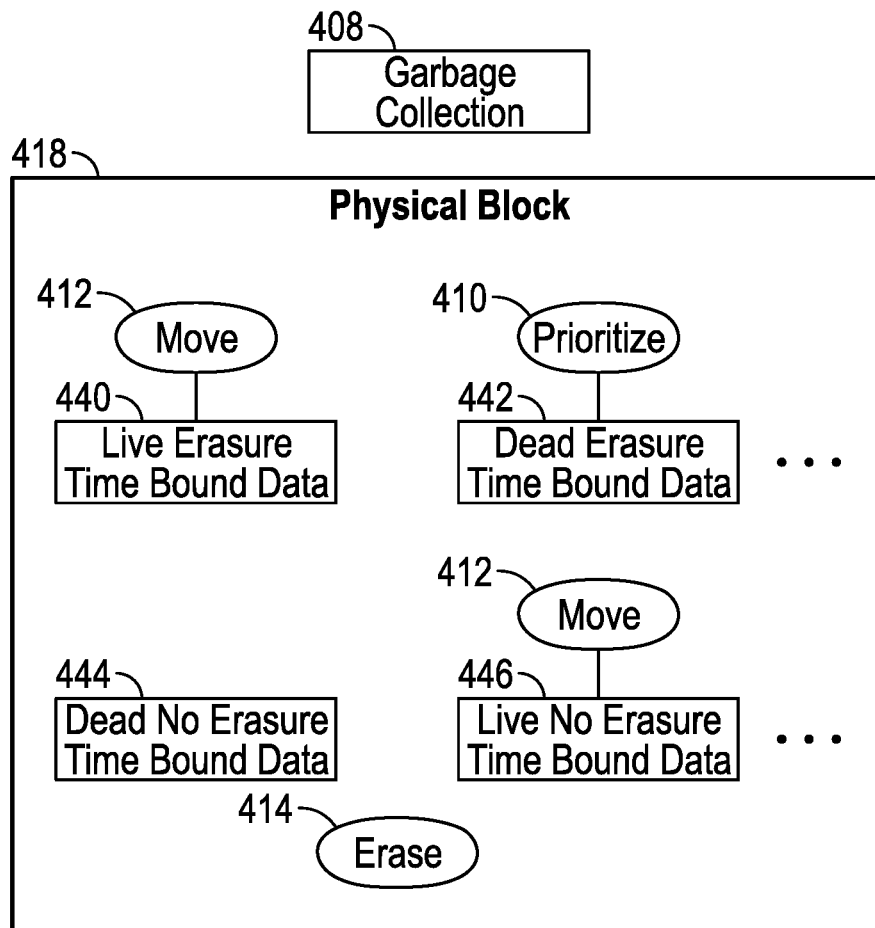 408
Garbage
Collection
418
Physical Block
412
Move
410
Prioritize
440
Live Erasure
Time Bound Data
442
Dead Erasure
Time Bound Data
...
412
Move
444
Dead No Erasure
Time Bound Data
446
Live No Erasure
Time Bound Data
...
414
Erase